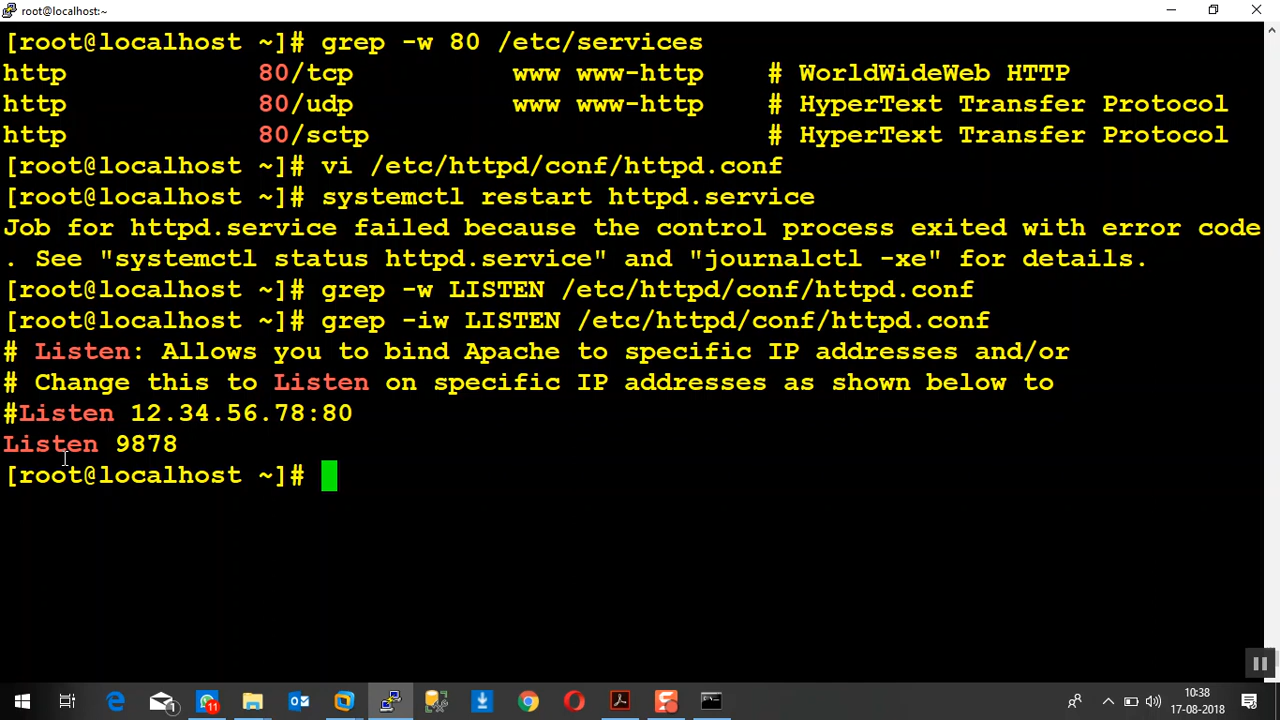 root@localhost:~
[root@localhost ~]# grep -w 80 /etc/services
http 80/tcp www www-http # WorldWideWeb HTTP
http 80/udp www www-http # HyperText Transfer Protocol
http 80/sctp # HyperText Transfer Protocol
[root@localhost ~]# vi /etc/httpd/conf/httpd.conf
[root@localhost ~]# systemctl restart httpd.service
Job for httpd.service failed because the control process exited with error code
. See "systemctl status httpd.service" and "journalctl -xe" for details.
[root@localhost ~]# grep -w LISTEN /etc/httpd/conf/httpd.conf
[root@localhost ~]# grep -iw LISTEN /etc/httpd/conf/httpd.conf
# Listen: Allows you to bind Apache to specific IP addresses and/or
# Change this to Listen on specific IP addresses as shown below to
#Listen 12.34.56.78:80
Listen 9878
[root@localhost ~]#
1
11
10:38
17-08-2018